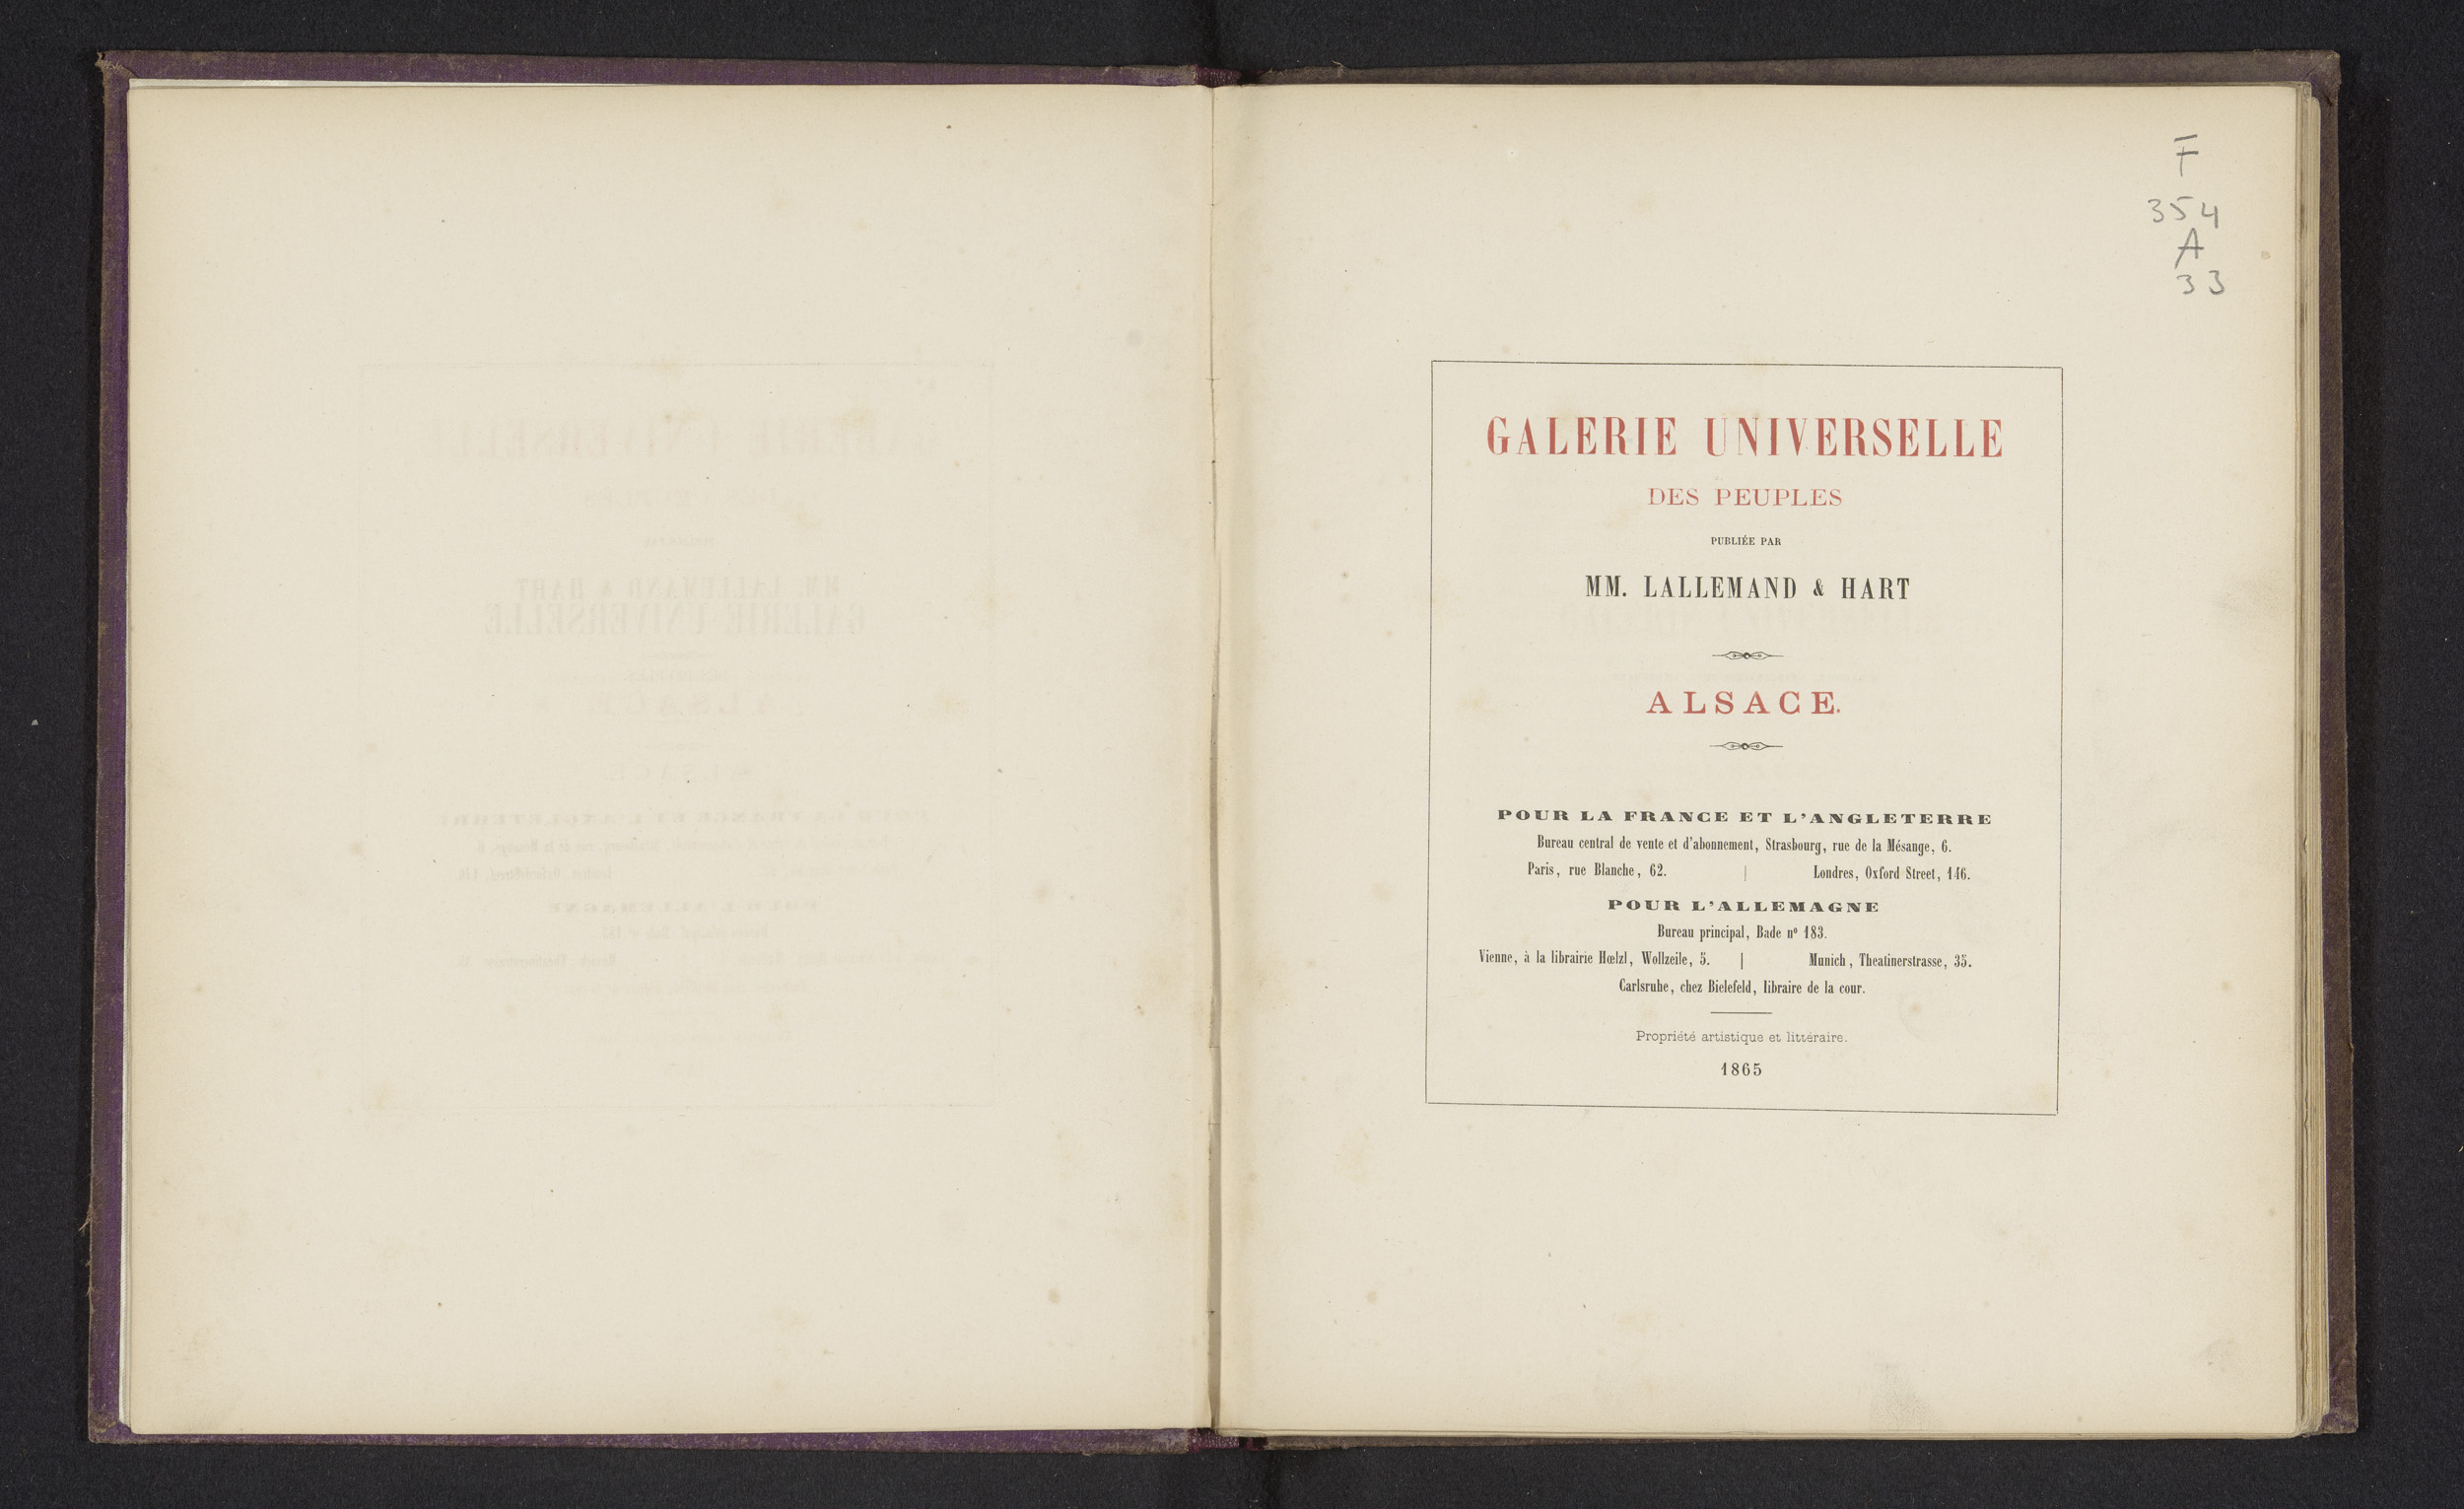 F
354
A
33
GALERIE UNIVERSELLE
DES PEUPLES
PUBLIÉE PAR
MM. LALLEMAND & HART
ALSACE.
POUR LA FRANCE ET L'ANGLETERRE
Bureau central de vente et d'abonnement, Strasbourg, rue de la Mésange, 6.
Paris, rue Blanche, 62. | Londres, Oxford Street, 146.
POUR L'ALLEMAGNE
Bureau principal, Bade nº 183.
Vienne, à la librairie Hœlzl, Wollzeile, 5. | Munich, Theatinerstrasse, 35.
Carlsruhe, chez Bielefeld, libraire de la cour.
Propriété artistique et littéraire.
1865